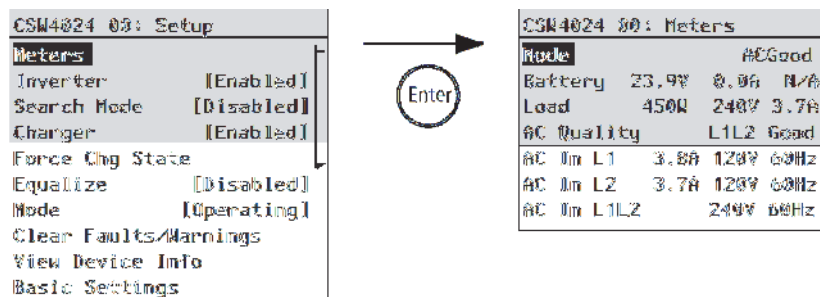 CSW4024 00: Setup
Meters
Inverter [Enabled]
Search Mode [Disabled]
Charger [Enabled]
Force Chg State
Equalize [Disabled]
Mode [Operating]
Clear Faults/Warnings
View Device Info
Basic Settings
Enter
CSW4024 00: Meters
Mode ACGood
Battery 23.9V 0.0A N/A
Load 450W 240V 3.7A
AC Quality L1L2 Good
AC In L1 3.8A 120V 60Hz
AC In L2 3.7A 120V 60Hz
AC In L1L2 240V 60Hz